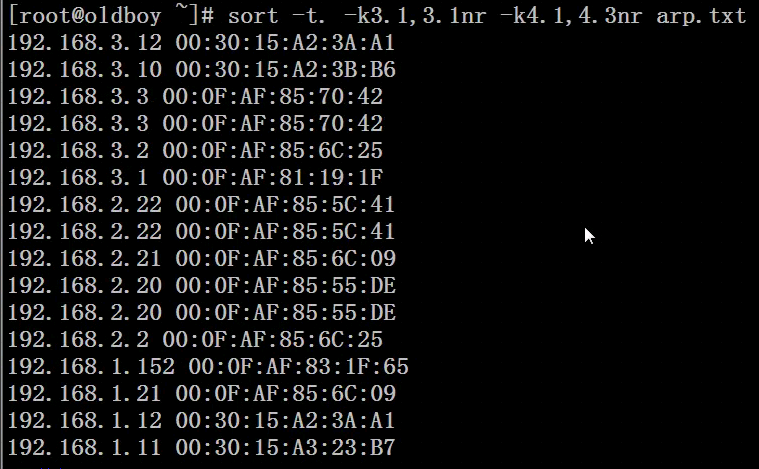 [root@oldboy ~]# sort -t. -k3.1,3.1nr -k4.1,4.3nr arp.txt
192.168.3.12 00:30:15:A2:3A:A1
192.168.3.10 00:30:15:A2:3B:B6
192.168.3.3 00:0F:AF:85:70:42
192.168.3.3 00:0F:AF:85:70:42
192.168.3.2 00:0F:AF:85:6C:25
192.168.3.1 00:0F:AF:81:19:1F
192.168.2.22 00:0F:AF:85:5C:41
192.168.2.22 00:0F:AF:85:5C:41
192.168.2.21 00:0F:AF:85:6C:09
192.168.2.20 00:0F:AF:85:55:DE
192.168.2.20 00:0F:AF:85:55:DE
192.168.2.2 00:0F:AF:85:6C:25
192.168.1.152 00:0F:AF:83:1F:65
192.168.1.21 00:0F:AF:85:6C:09
192.168.1.12 00:30:15:A2:3A:A1
192.168.1.11 00:30:15:A3:23:B7